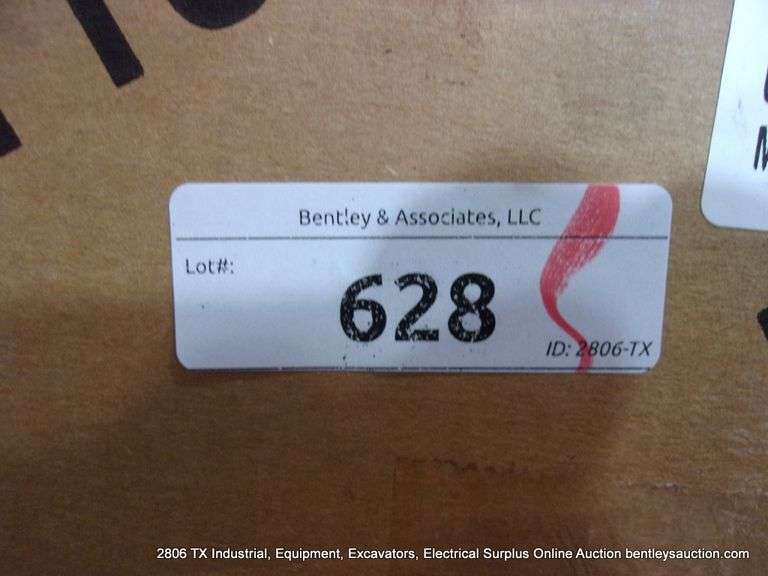 Bentley & Associates, LLC
Lot#:
628
ID: 2806-TX
2806 TX Industrial, Equipment, Excavators, Electrical Surplus Online Auction bentleysauction.com